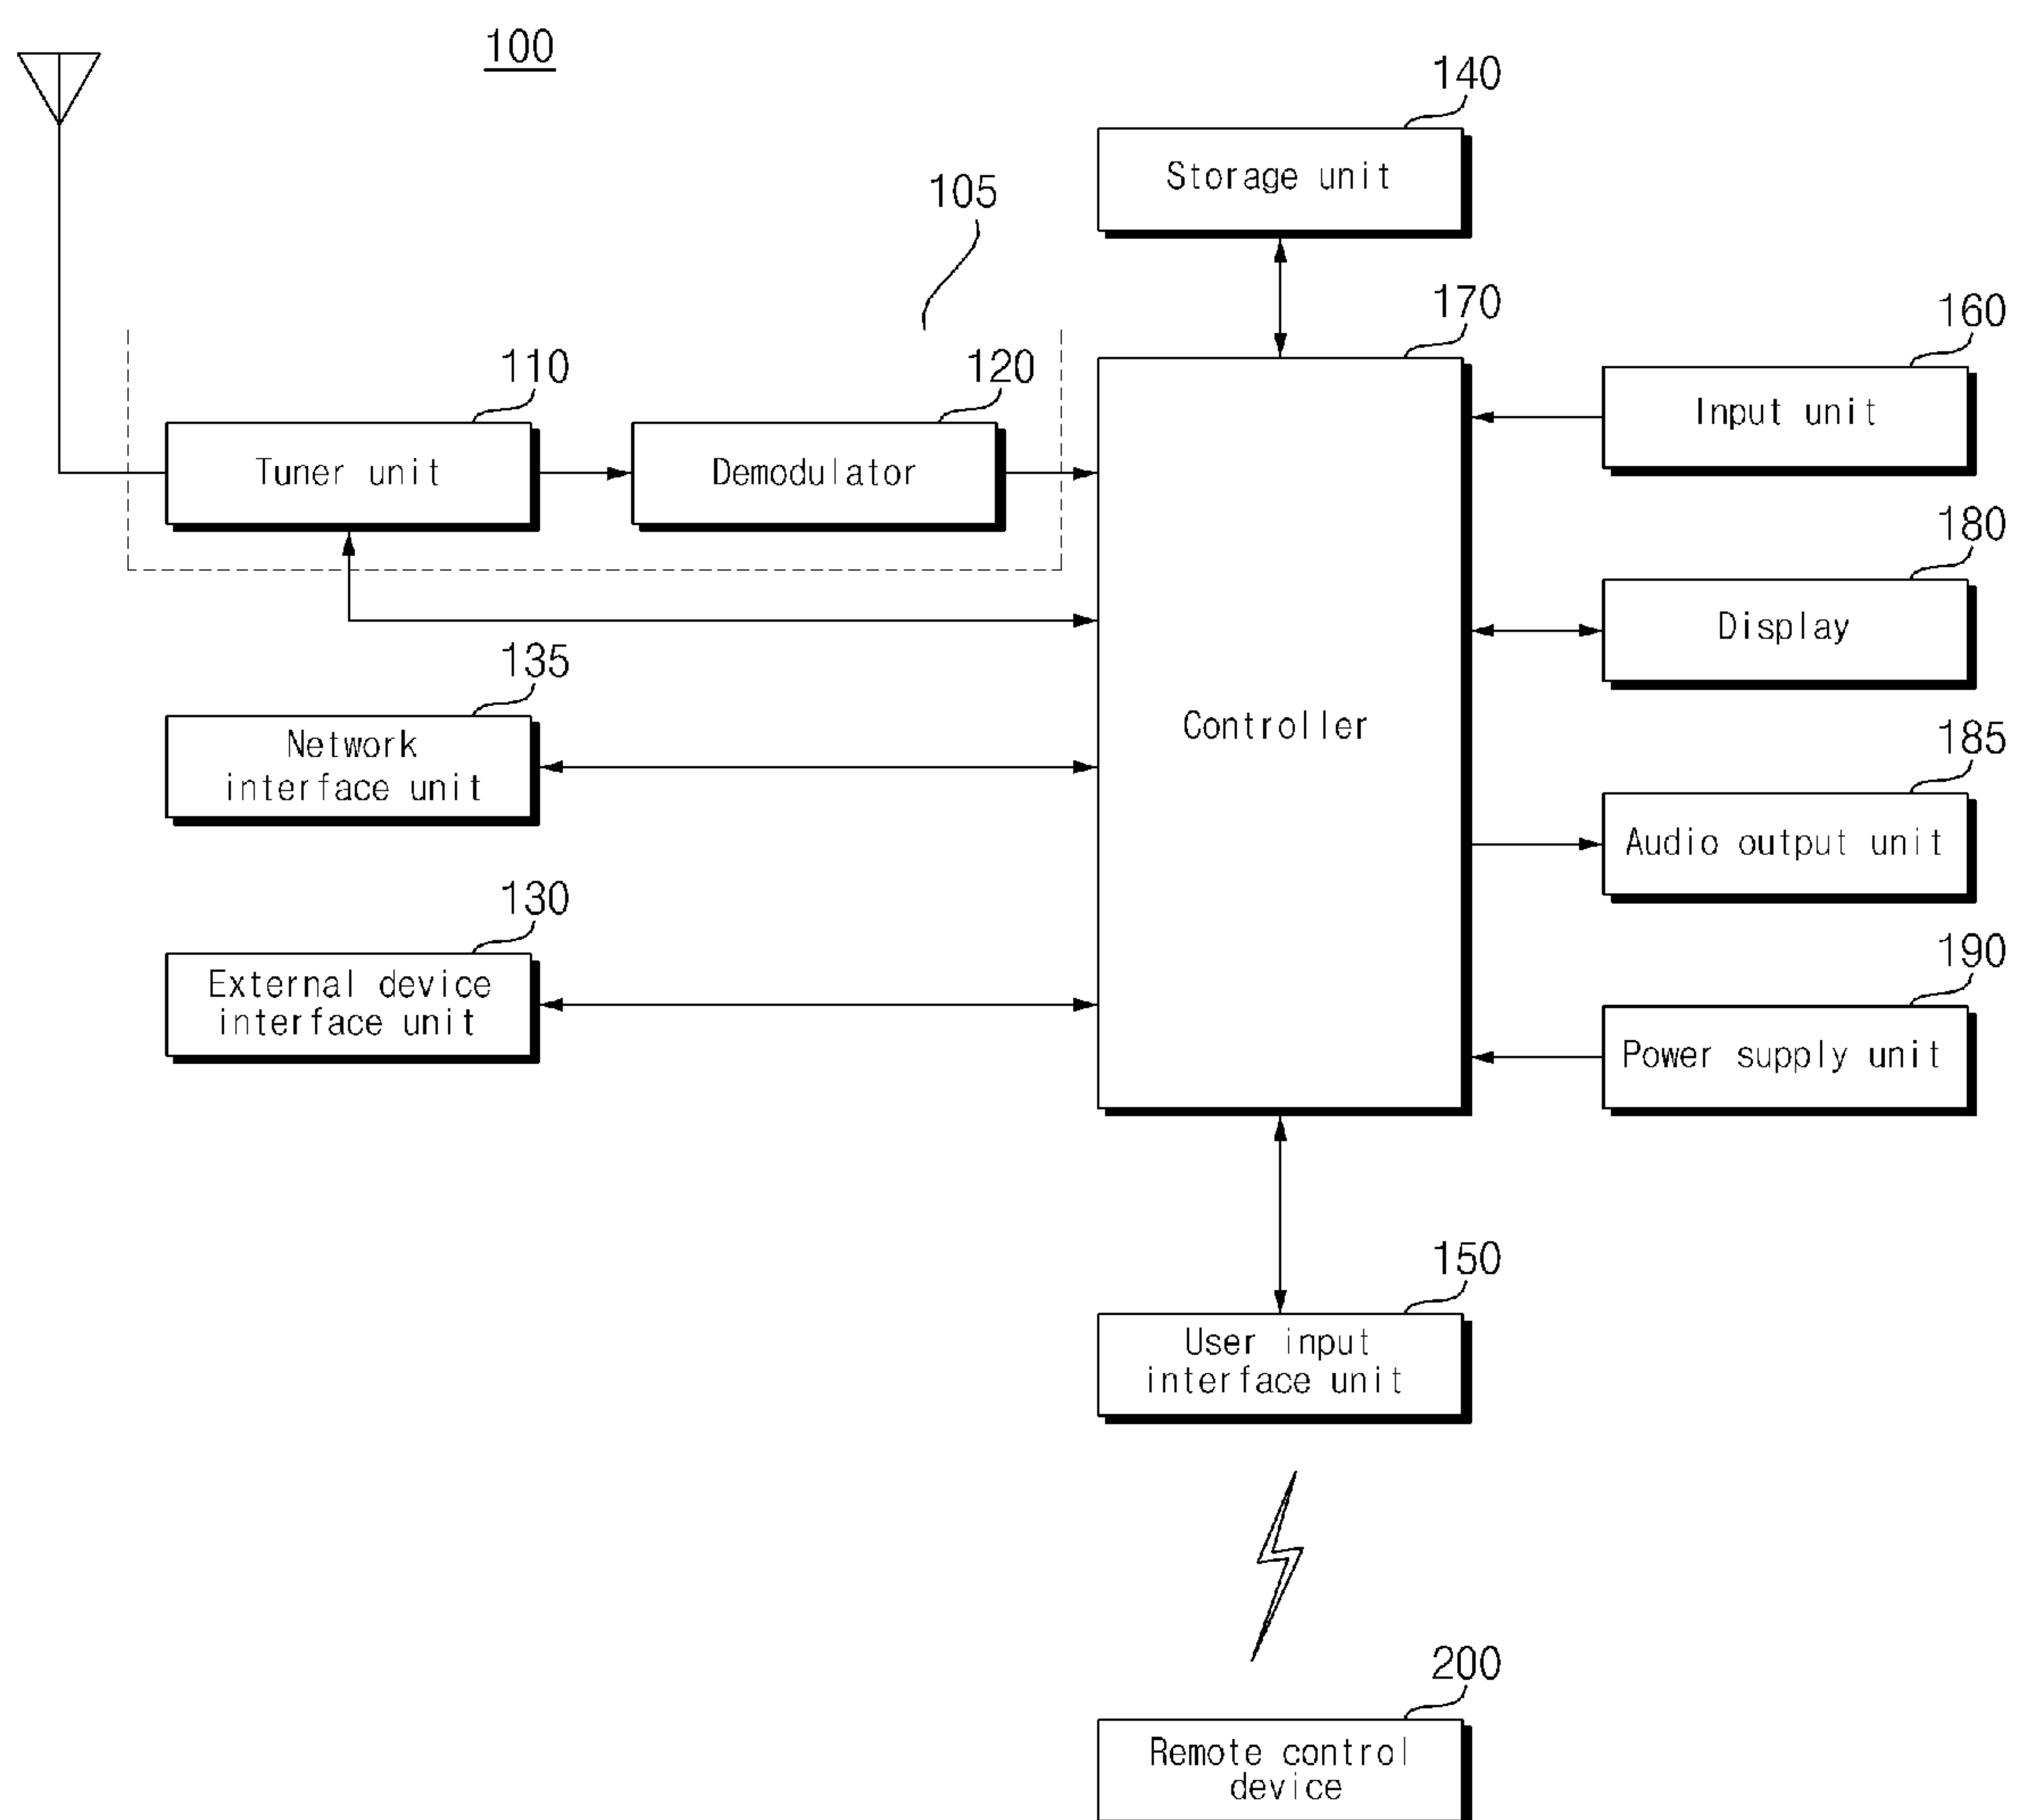 100
140
Storage unit
105
170
160
110
120
Input unit
Tuner unit
Demodulator
180
Display
135
Network
interface unit
Controller
185
Audio output unit
130
External device
interface unit
190
Power supply unit
150
User input
interface unit
200
Remote control
device